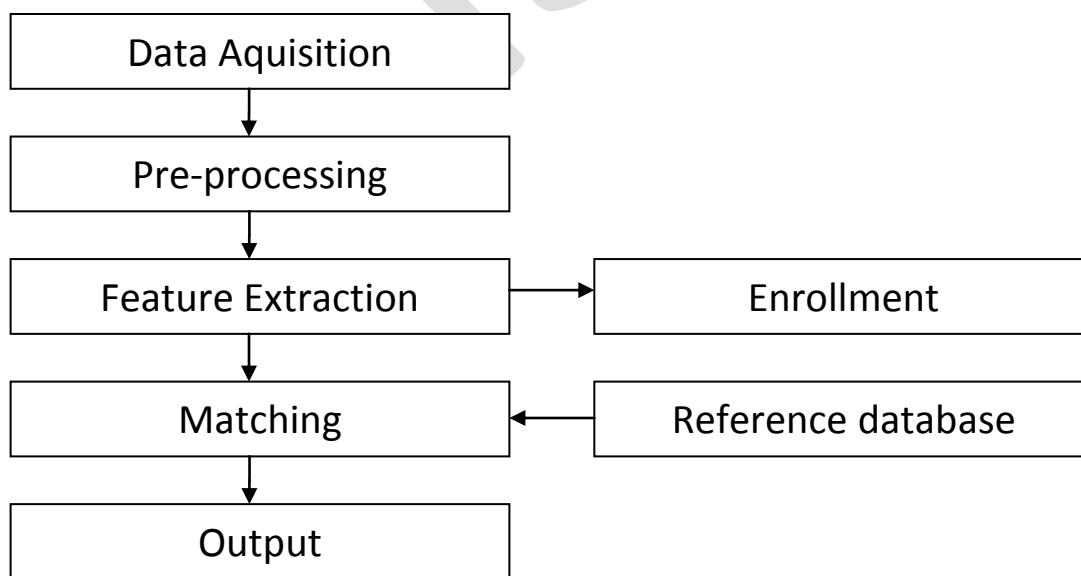 Data Aquisition
Pre-processing
Feature Extraction
Enrollment
Matching
Reference database
Output